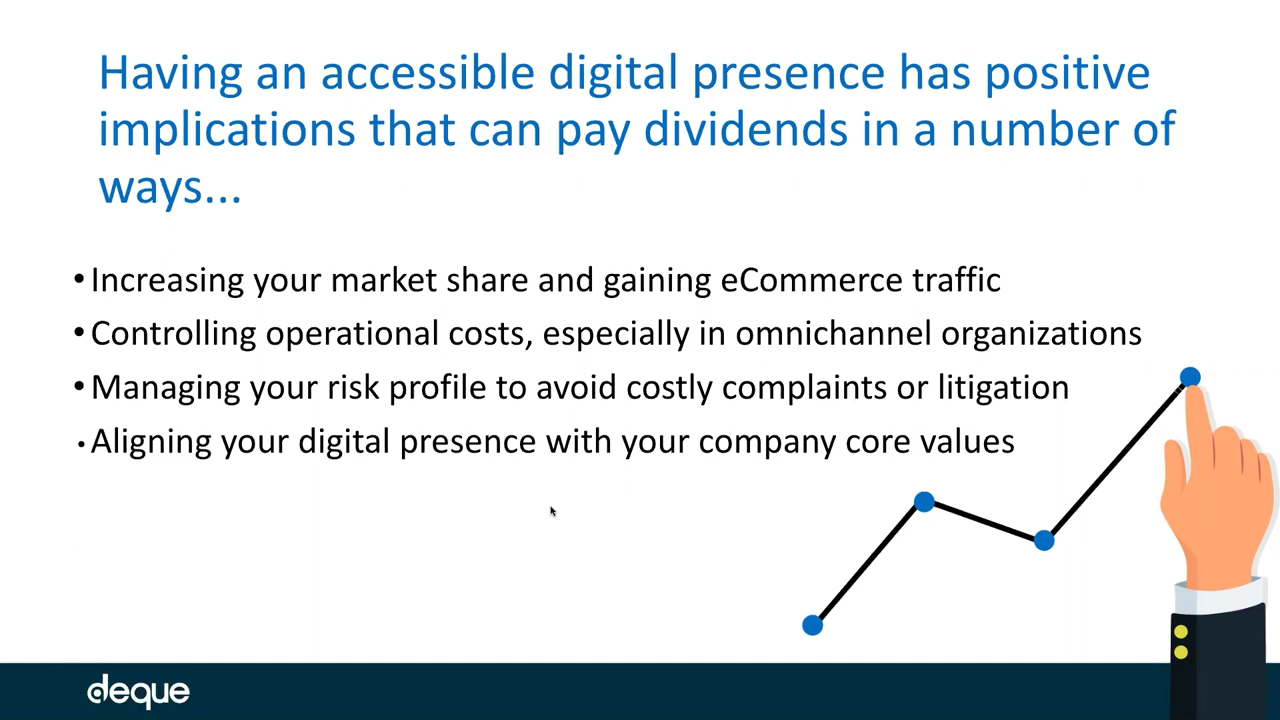 Having an accessible digital presence has positive
implications that can pay dividends in a number of
ways...
• Increasing your market share and gaining eCommerce traffic
• Controlling operational costs, especially in omnichannel organizations
• Managing your risk profile to avoid costly complaints or litigation
• Aligning your digital presence with your company core values
deque